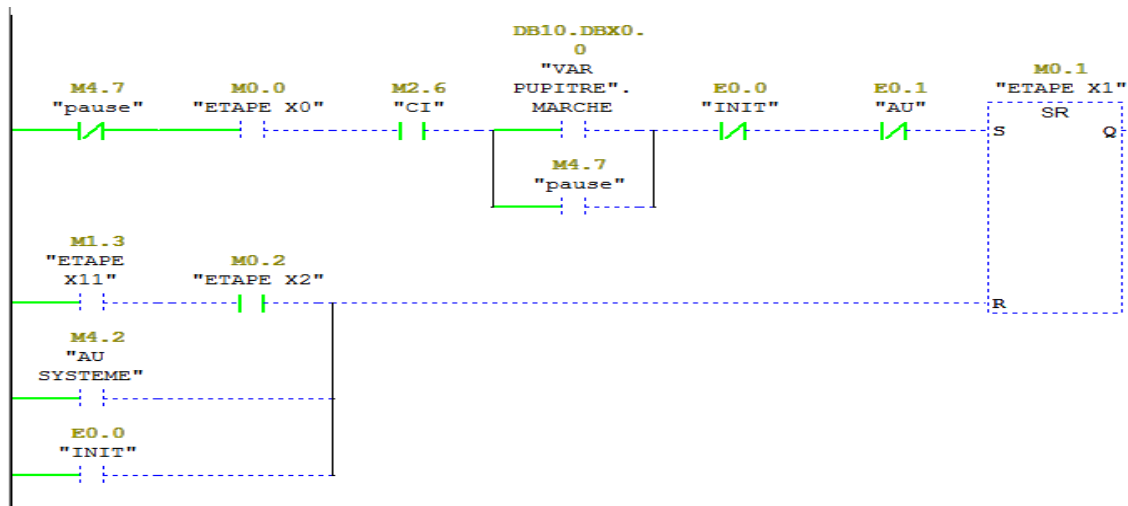 DB10.DBX0.
0
"VAR
PUPITRE".
MARCHE
M4.7
"pause"
M0.0
"ETAPE X0"
M2.6
"CI"
E0.0
"INIT"
E0.1
"AU"
M0.1
"ETAPE X1"
SR
S
Q
M4.7
"pause"
M1.3
"ETAPE
X11"
M0.2
"ETAPE X2"
R
M4.2
"AU
SYSTEME"
E0.0
"INIT"